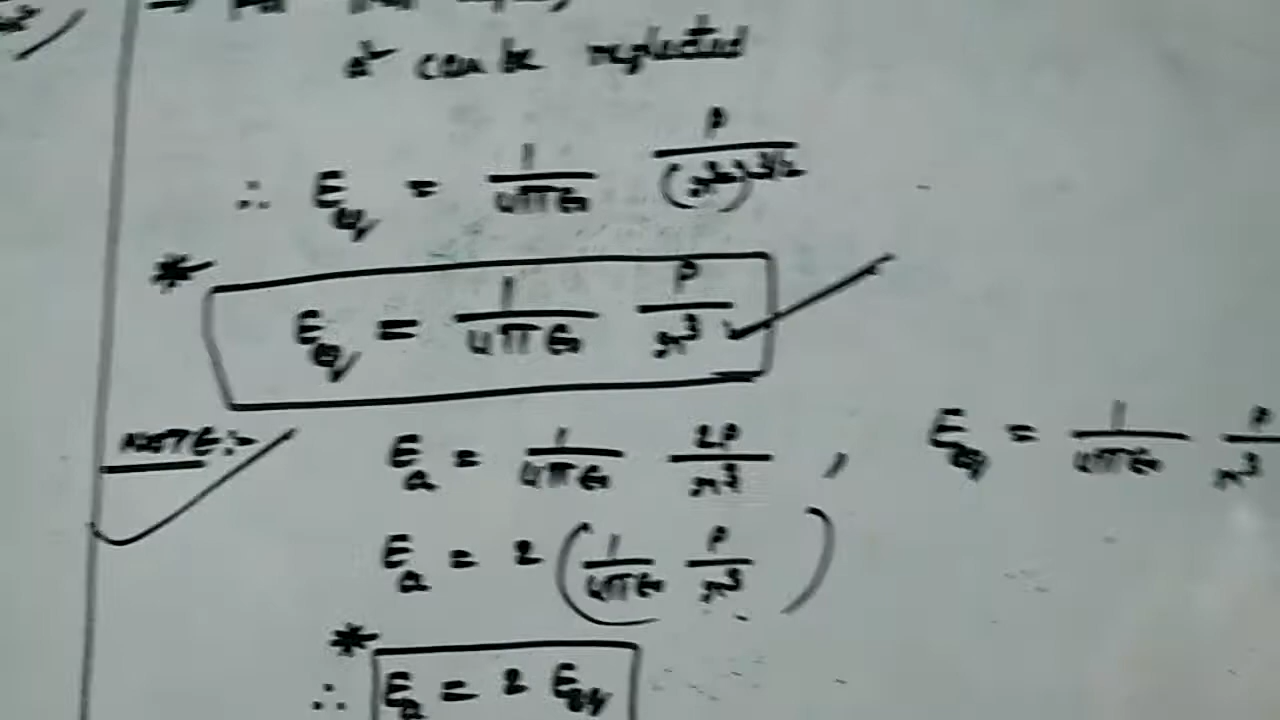 can be neglected
∴ E_eq = 1/4πε₀ P/(r²)^3/2
* E_eq = 1/4πε₀ P/r³
NOTE:- E_a = 1/4πε₀ 2P/r³ , E_eq = 1/4πε₀ P/r³
E_a = 2 (1/4πε₀ P/r³)
* ∴ E_a = 2 E_eq